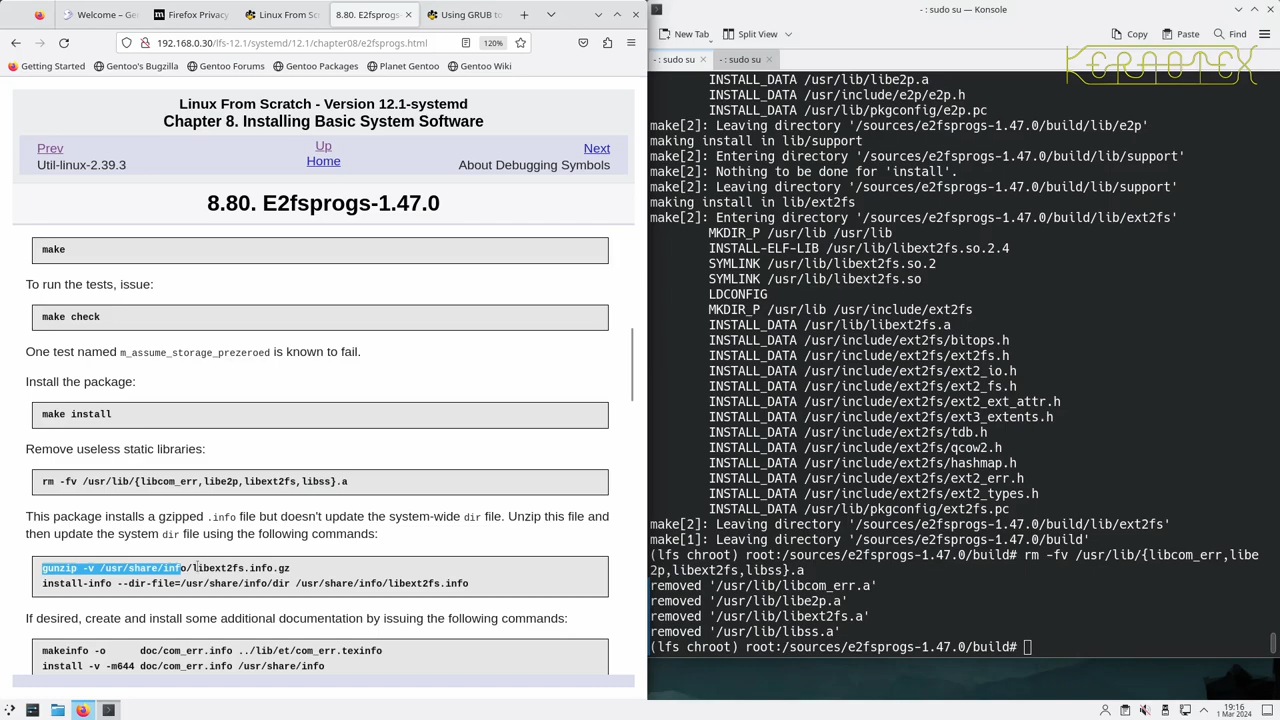 Welcome – Ge
Firefox Privacy
Linux From Scr
8.80. E2fsprogs-
Using GRUB to
192.168.0.30/lfs-12.1/systemd/12.1/chapter08/e2fsprogs.html
120%
Getting Started
Gentoo's Bugzilla
Gentoo Forums
Gentoo Packages
Planet Gentoo
Gentoo Wiki
Linux From Scratch - Version 12.1-systemd
Chapter 8. Installing Basic System Software
Prev
Up
Next
Util-linux-2.39.3
Home
About Debugging Symbols
8.80. E2fsprogs-1.47.0
make
To run the tests, issue:
make check
One test named m_assume_storage_prezeroed is known to fail.
Install the package:
make install
Remove useless static libraries:
rm -fv /usr/lib/{libcom_err,libe2p,libext2fs,libss}.a
This package installs a gzipped .info file but doesn't update the system-wide dir file. Unzip this file and
then update the system dir file using the following commands:
gunzip -v /usr/share/info/libext2fs.info.gz
install-info --dir-file=/usr/share/info/dir /usr/share/info/libext2fs.info
If desired, create and install some additional documentation by issuing the following commands:
makeinfo -o      doc/com_err.info ../lib/et/com_err.texinfo
install -v -m644 doc/com_err.info /usr/share/info
- : sudo su — Konsole
New Tab
Split View
Copy
Paste
Find
- : sudo su
- : sudo su
KERNOTEX
INSTALL_DATA /usr/lib/libe2p.a
INSTALL_DATA /usr/include/e2p/e2p.h
INSTALL_DATA /usr/lib/pkgconfig/e2p.pc
make[2]: Leaving directory '/sources/e2fsprogs-1.47.0/build/lib/e2p'
making install in lib/support
make[2]: Entering directory '/sources/e2fsprogs-1.47.0/build/lib/support'
make[2]: Nothing to be done for 'install'.
make[2]: Leaving directory '/sources/e2fsprogs-1.47.0/build/lib/support'
making install in lib/ext2fs
make[2]: Entering directory '/sources/e2fsprogs-1.47.0/build/lib/ext2fs'
MKDIR_P /usr/lib /usr/lib
INSTALL-ELF-LIB /usr/lib/libext2fs.so.2.4
SYMLINK /usr/lib/libext2fs.so.2
SYMLINK /usr/lib/libext2fs.so
LDCONFIG
MKDIR_P /usr/lib /usr/include/ext2fs
INSTALL_DATA /usr/lib/libext2fs.a
INSTALL_DATA /usr/include/ext2fs/bitops.h
INSTALL_DATA /usr/include/ext2fs/ext2fs.h
INSTALL_DATA /usr/include/ext2fs/ext2_io.h
INSTALL_DATA /usr/include/ext2fs/ext2_fs.h
INSTALL_DATA /usr/include/ext2fs/ext2_ext_attr.h
INSTALL_DATA /usr/include/ext2fs/ext3_extents.h
INSTALL_DATA /usr/include/ext2fs/tdb.h
INSTALL_DATA /usr/include/ext2fs/qcow2.h
INSTALL_DATA /usr/include/ext2fs/hashmap.h
INSTALL_DATA /usr/include/ext2fs/ext2_err.h
INSTALL_DATA /usr/include/ext2fs/ext2_types.h
INSTALL_DATA /usr/lib/pkgconfig/ext2fs.pc
make[2]: Leaving directory '/sources/e2fsprogs-1.47.0/build/lib/ext2fs'
make[1]: Leaving directory '/sources/e2fsprogs-1.47.0/build'
(lfs chroot) root:/sources/e2fsprogs-1.47.0/build# rm -fv /usr/lib/{libcom_err,libe
2p,libext2fs,libss}.a
removed '/usr/lib/libcom_err.a'
removed '/usr/lib/libe2p.a'
removed '/usr/lib/libext2fs.a'
removed '/usr/lib/libss.a'
(lfs chroot) root:/sources/e2fsprogs-1.47.0/build#
19:16
1 Mar 2024